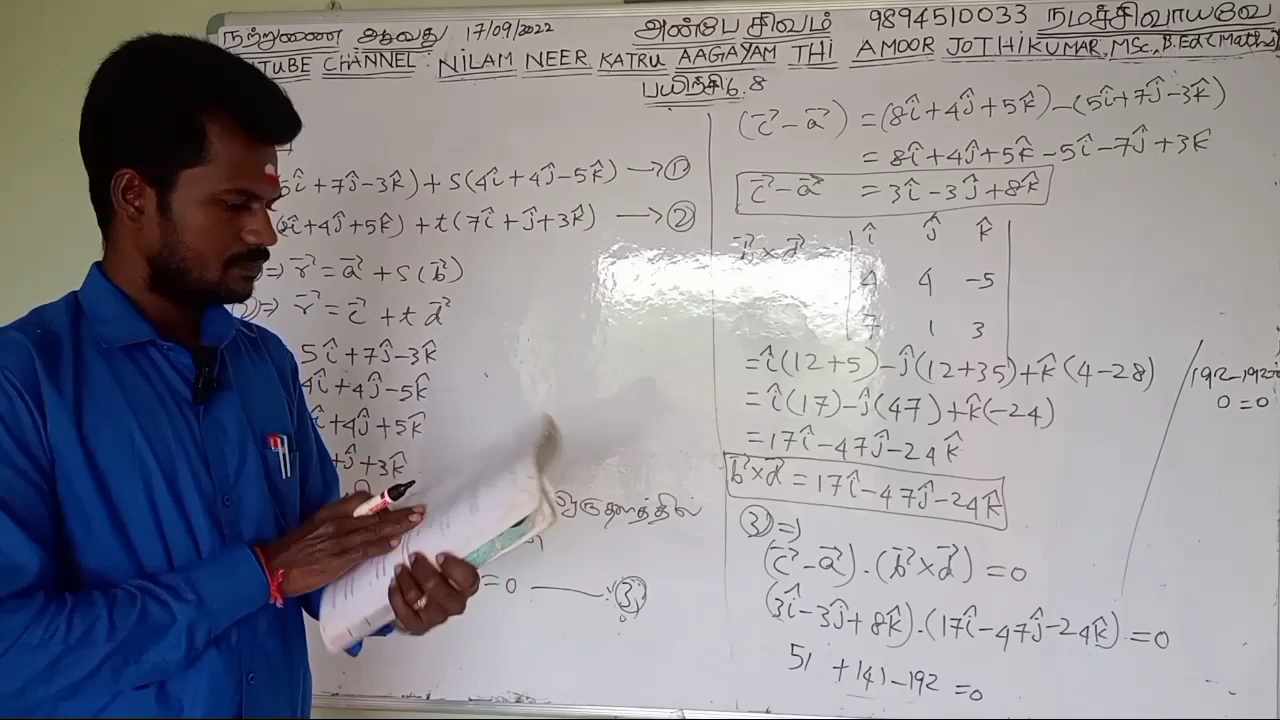 நற்றுணை ஆவது 17/09/2022 அன்பே சிவம் 9894510033 நமச்சிவாயவே
TUBE CHANNEL : NILAM NEER KATRU AAGAYAM THI AMOOR JOTHIKUMAR, MSc., B.Ed (Maths)
பயிற்சி 6.8
5î + 7ĵ - 3k̂) + S(4î + 4ĵ - 5k̂) → ①
8î + 4ĵ + 5k̂) + t(7î + ĵ + 3k̂) → ②
⇒ r⃗ = a⃗ + S(b⃗)
② ⇒ r⃗ = c⃗ + t d⃗
5î + 7ĵ - 3k̂
4î + 4ĵ - 5k̂
î + 4ĵ + 5k̂
+ ĵ + 3k̂
ஒருதளத்தில்
= 0 — ③
(c⃗ - a⃗) = (8î + 4ĵ + 5k̂) - (5î + 7ĵ - 3k̂)
= 8î + 4ĵ + 5k̂ - 5î - 7ĵ + 3k̂
c⃗ - a⃗ = 3î - 3ĵ + 8k̂
b⃗ × d⃗ | î ĵ k̂ |
4 4 -5
7 1 3
= î(12+5) - ĵ(12+35) + k̂(4-28)
= î(17) - ĵ(47) + k̂(-24)
= 17î - 47ĵ - 24k̂
b⃗ × d⃗ = 17î - 47ĵ - 24k̂
③ ⇒
(c⃗ - a⃗) . (b⃗ × d⃗) = 0
(3î - 3ĵ + 8k̂) . (17î - 47ĵ - 24k̂) = 0
51 + 141 - 192 = 0
192 - 192 =
0 = 0